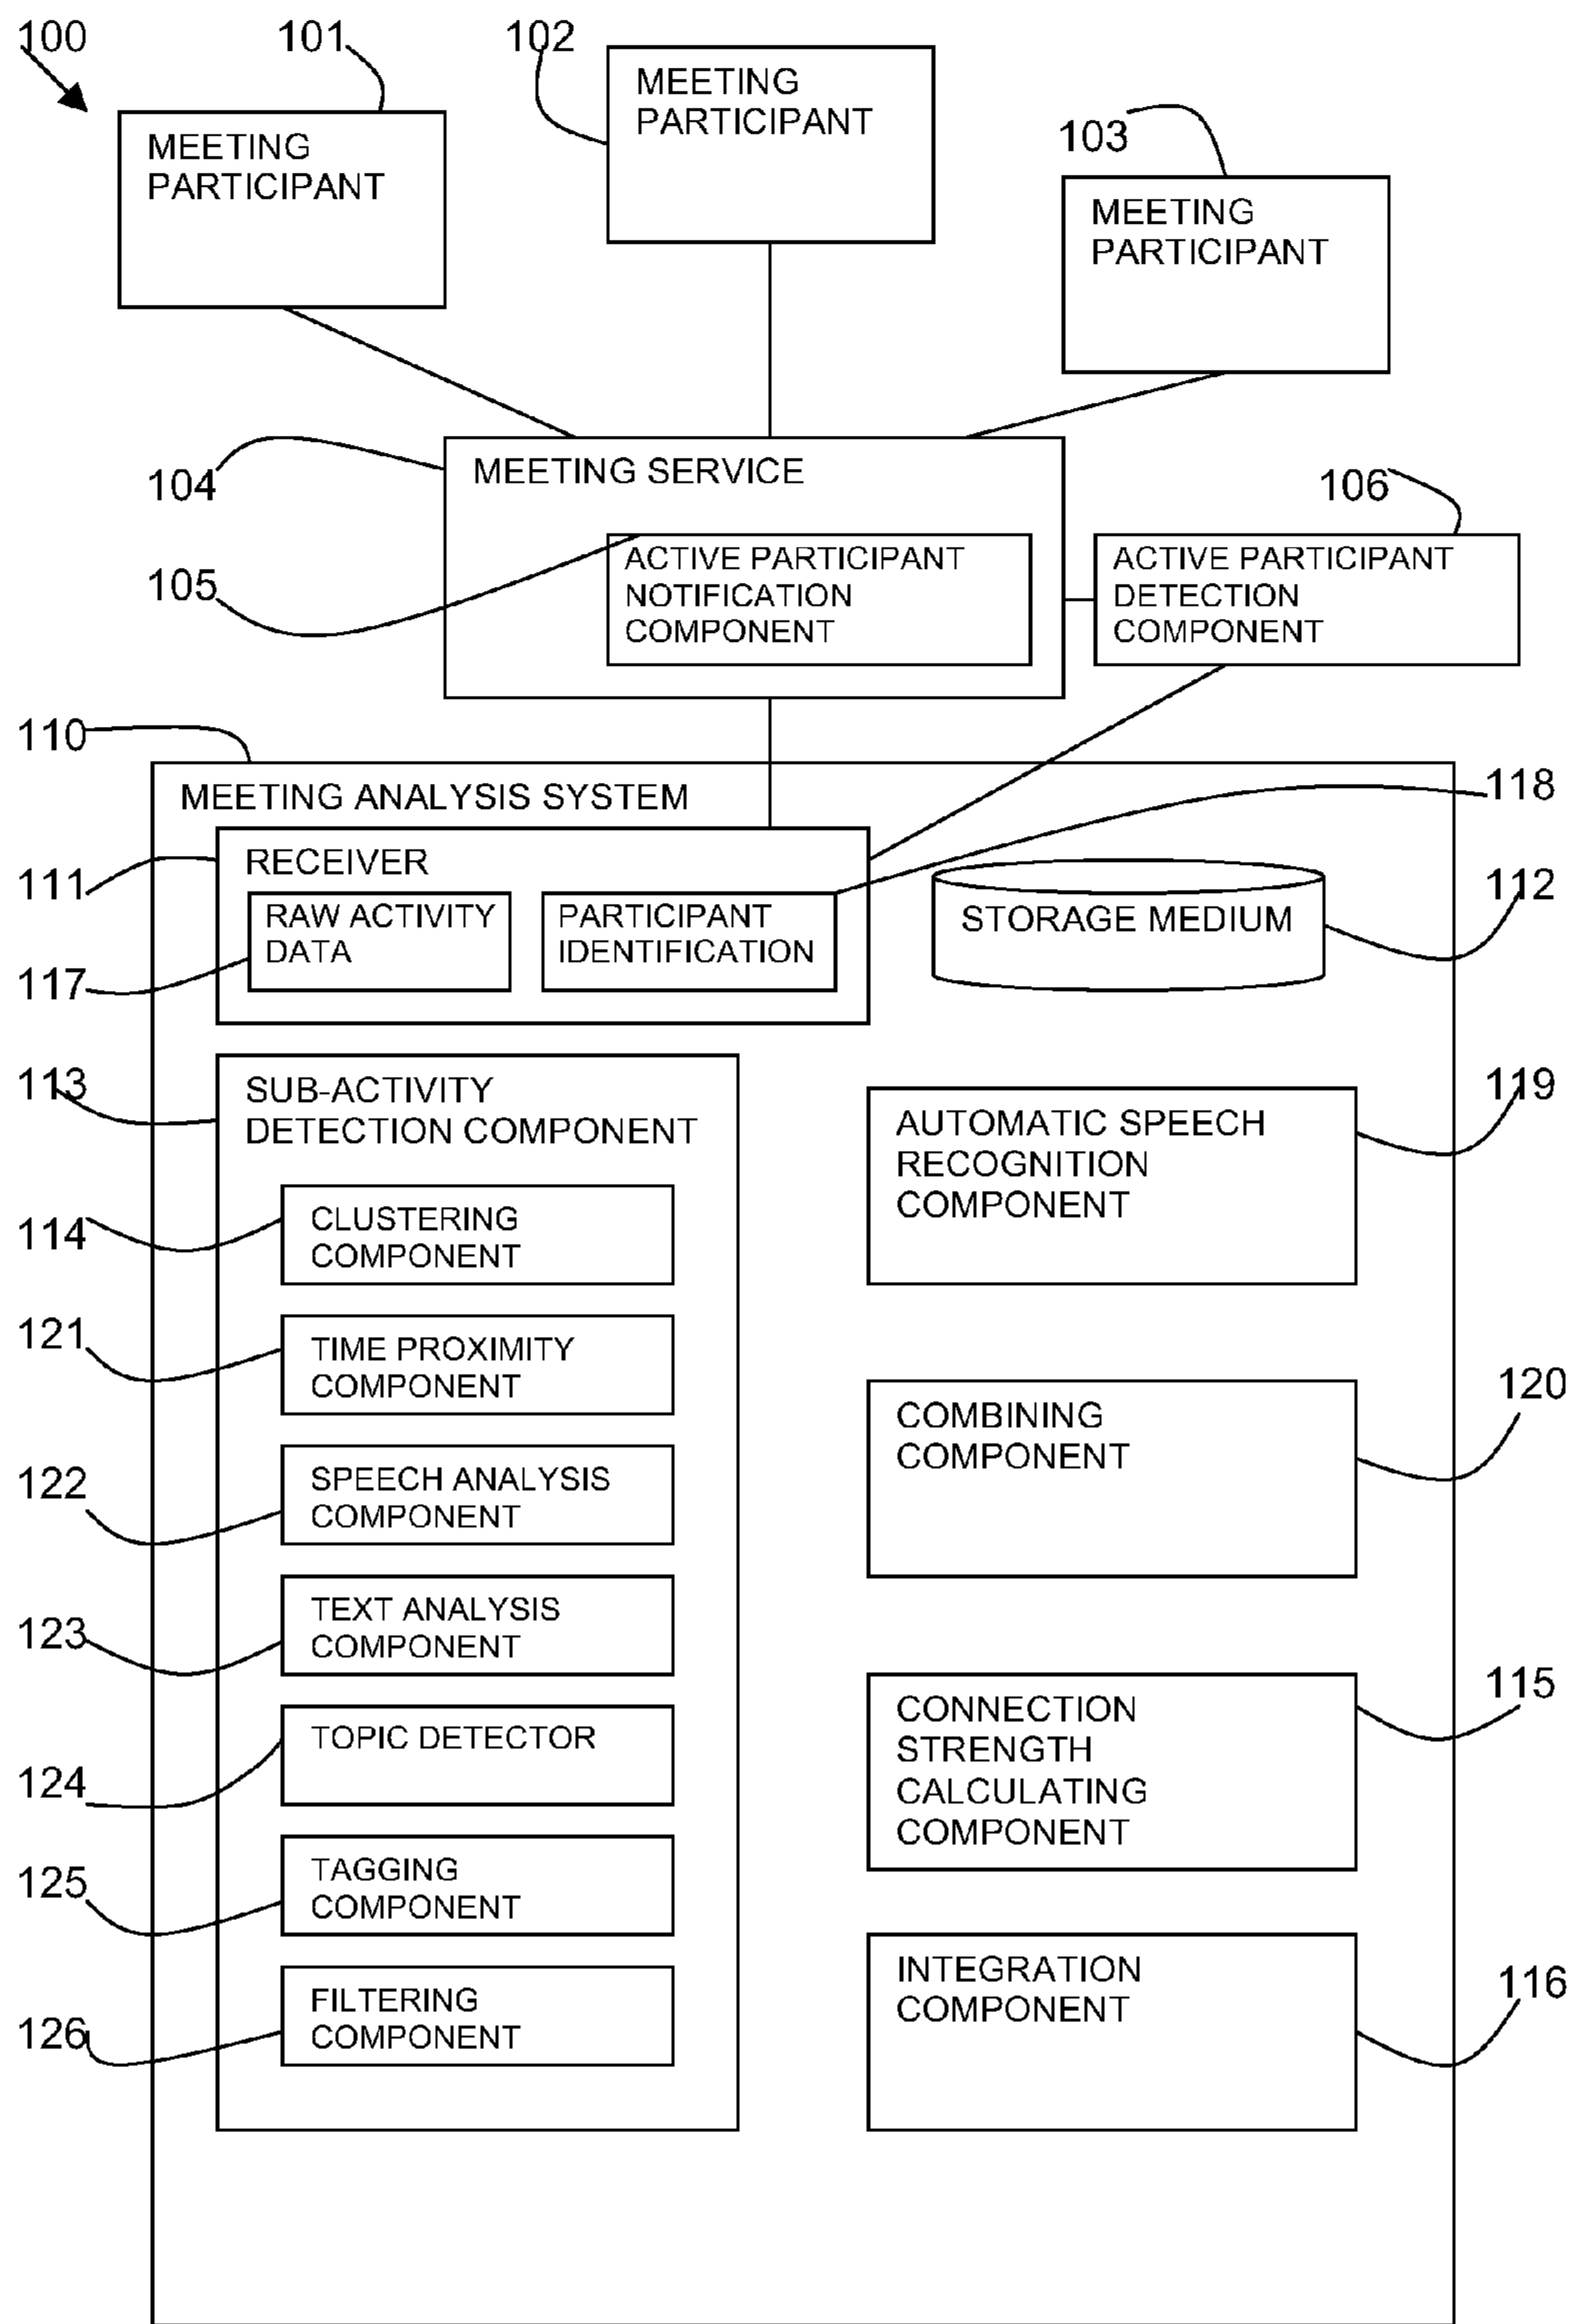 100
101
102
MEETING
PARTICIPANT
MEETING
PARTICIPANT
103
MEETING
PARTICIPANT
104
MEETING SERVICE
106
105
ACTIVE PARTICIPANT
NOTIFICATION
COMPONENT
ACTIVE PARTICIPANT
DETECTION
COMPONENT
110
MEETING ANALYSIS SYSTEM
118
111
RECEIVER
112
RAW ACTIVITY
DATA
PARTICIPANT
IDENTIFICATION
STORAGE MEDIUM
117
113
SUB-ACTIVITY
DETECTION COMPONENT
119
AUTOMATIC SPEECH
RECOGNITION
COMPONENT
114
CLUSTERING
COMPONENT
121
TIME PROXIMITY
COMPONENT
120
COMBINING
COMPONENT
122
SPEECH ANALYSIS
COMPONENT
123
TEXT ANALYSIS
COMPONENT
115
CONNECTION
STRENGTH
CALCULATING
COMPONENT
124
TOPIC DETECTOR
125
TAGGING
COMPONENT
116
INTEGRATION
COMPONENT
126
FILTERING
COMPONENT